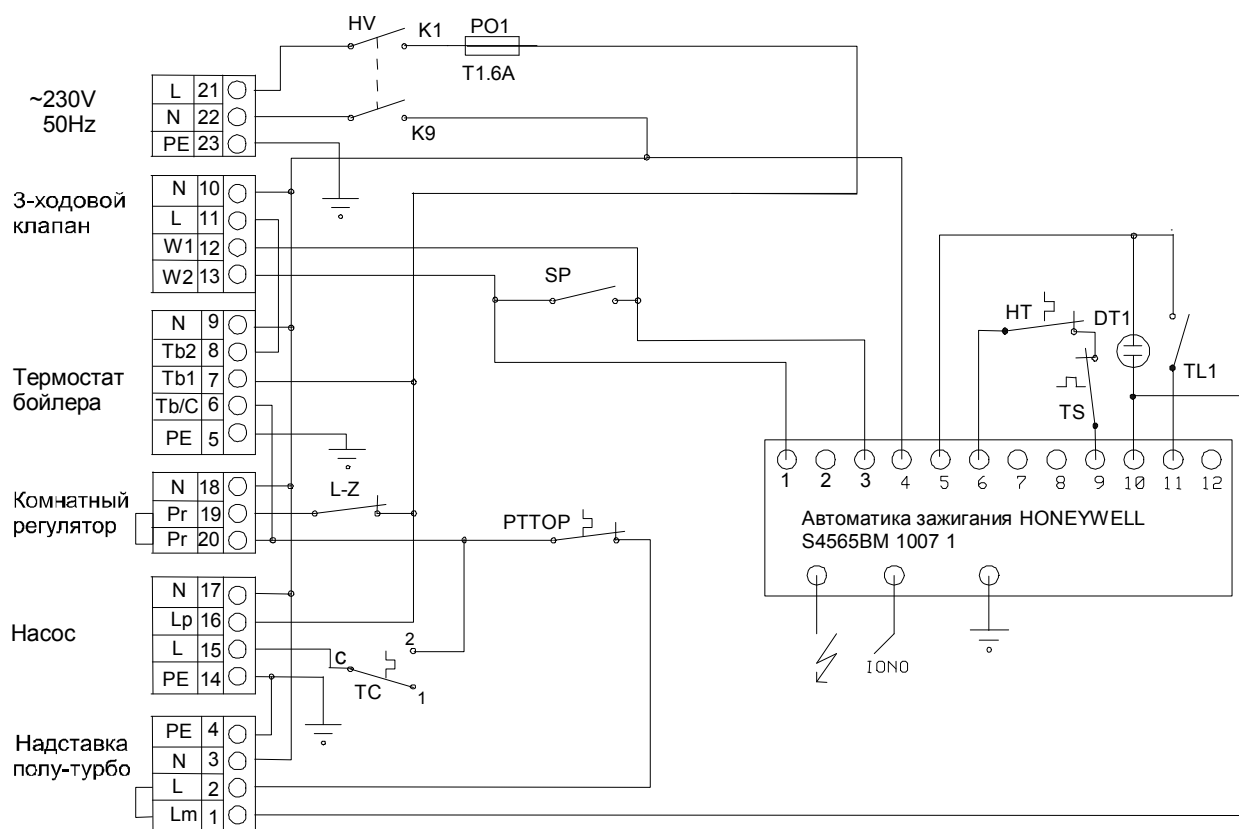 HV
K1
PO1
T1.6A
K9
~230V
50Hz
L 21
N 22
PE 23
3-ходовой
клапан
N 10
L 11
W1 12
W2 13
SP
Термостат
бойлера
N 9
Tb2 8
Tb1 7
Tb/C 6
PE 5
HT
DT1
TS
TL1
Комнатный
регулятор
N 18
Pr 19
Pr 20
L-Z
PTTOP
1 2 3 4 5 6 7 8 9 10 11 12
Автоматика зажигания HONEYWELL
S4565BM 1007 1
IONO
Насос
N 17
Lp 16
L 15
PE 14
C
TC
2
1
Надставка
полу-турбо
PE 4
N 3
L 2
Lm 1